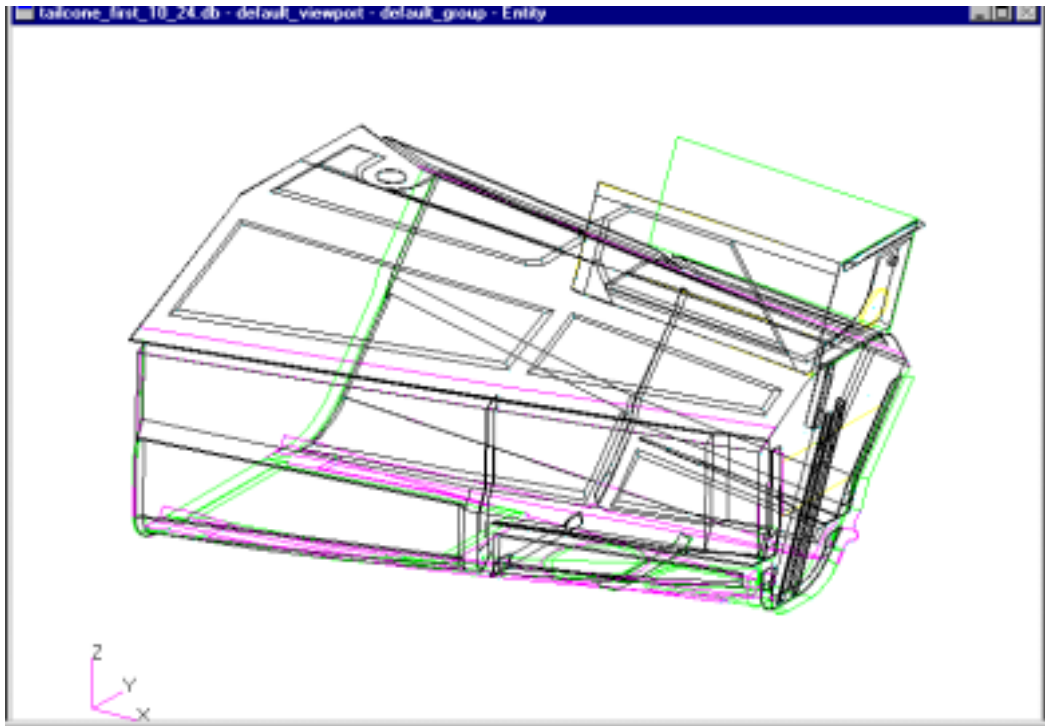 tailcone_first_10_24.db - default_viewport - default_group - Entity
Z
Y
X